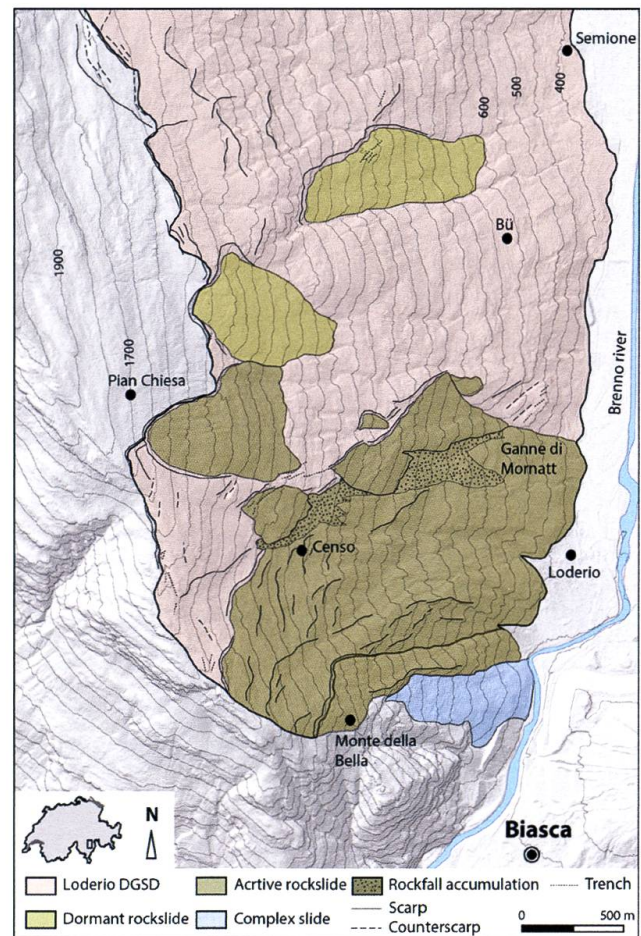 Semione
400
500
600
Bü
1900
Brenno river
1700
Pian Chiesa
Ganne di
Mornatt
Censo
Loderio
Monte della
Bella
N
Biasca
Loderio DGSD
Acrtive rockslide
Rockfall accumulation
Trench
Dormant rockslide
Complex slide
Scarp
Counterscarp
0
500 m